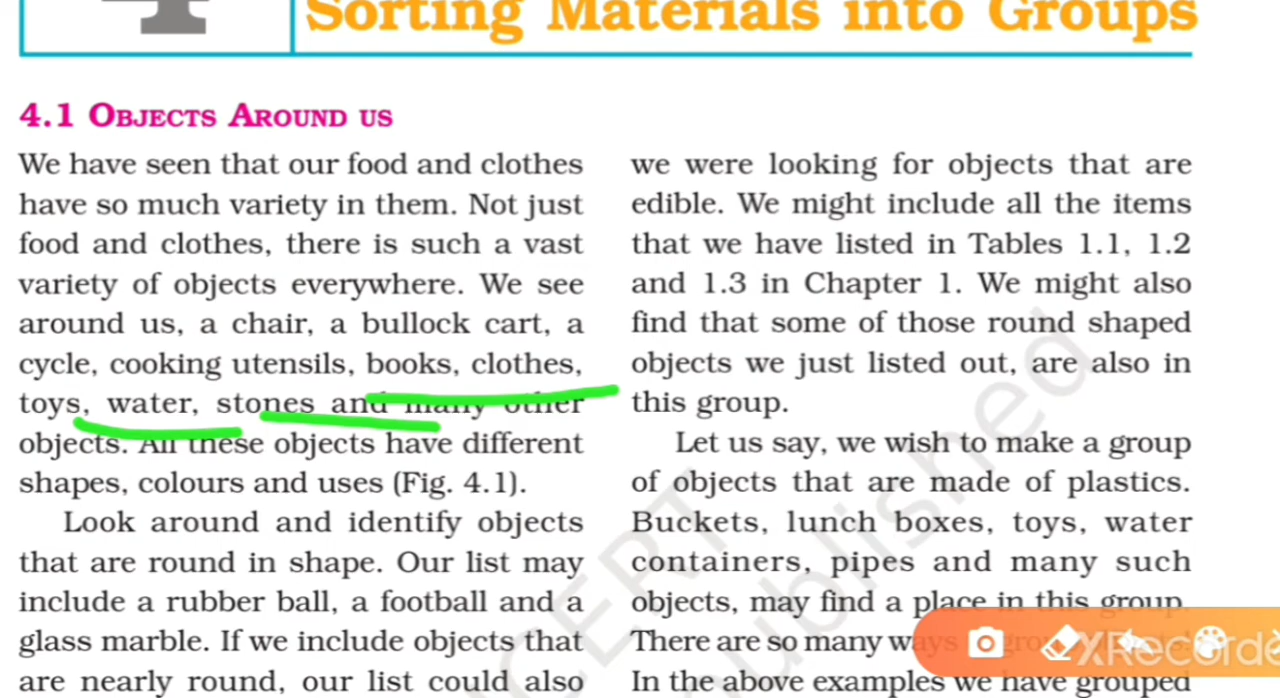 Sorting Materials into Groups
4.1 OBJECTS AROUND US
We have seen that our food and clothes
have so much variety in them. Not just
food and clothes, there is such a vast
variety of objects everywhere. We see
around us, a chair, a bullock cart, a
cycle, cooking utensils, books, clothes,
toys, water, stones and many other
objects. All these objects have different
shapes, colours and uses (Fig. 4.1).
Look around and identify objects
that are round in shape. Our list may
include a rubber ball, a football and a
glass marble. If we include objects that
are nearly round, our list could also
we were looking for objects that are
edible. We might include all the items
that we have listed in Tables 1.1, 1.2
and 1.3 in Chapter 1. We might also
find that some of those round shaped
objects we just listed out, are also in
this group.
Let us say, we wish to make a group
of objects that are made of plastics.
Buckets, lunch boxes, toys, water
containers, pipes and many such
objects, may find a place in this group.
There are so many ways
In the above examples we have grouped
XRecorde